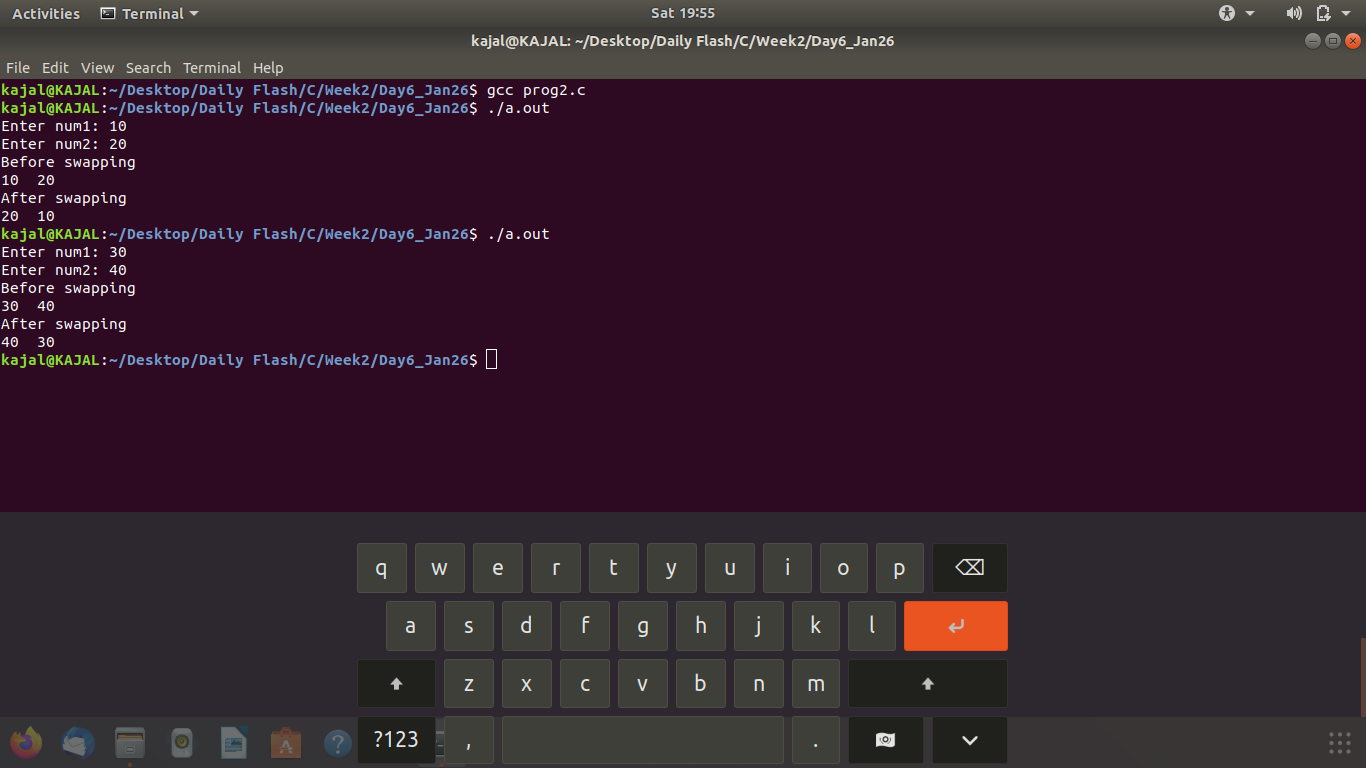 Activities Terminal Sat 19:55
kajal@KAJAL: ~/Desktop/Daily Flash/C/Week2/Day6_Jan26
File Edit View Search Terminal Help
kajal@KAJAL:~/Desktop/Daily Flash/C/Week2/Day6_Jan26$ gcc prog2.c
kajal@KAJAL:~/Desktop/Daily Flash/C/Week2/Day6_Jan26$ ./a.out
Enter num1: 10
Enter num2: 20
Before swapping
10  20
After swapping
20  10
kajal@KAJAL:~/Desktop/Daily Flash/C/Week2/Day6_Jan26$ ./a.out
Enter num1: 30
Enter num2: 40
Before swapping
30  40
After swapping
40  30
kajal@KAJAL:~/Desktop/Daily Flash/C/Week2/Day6_Jan26$
q w e r t y u i o p
a s d f g h j k l
z x c v b n m
?123 , .